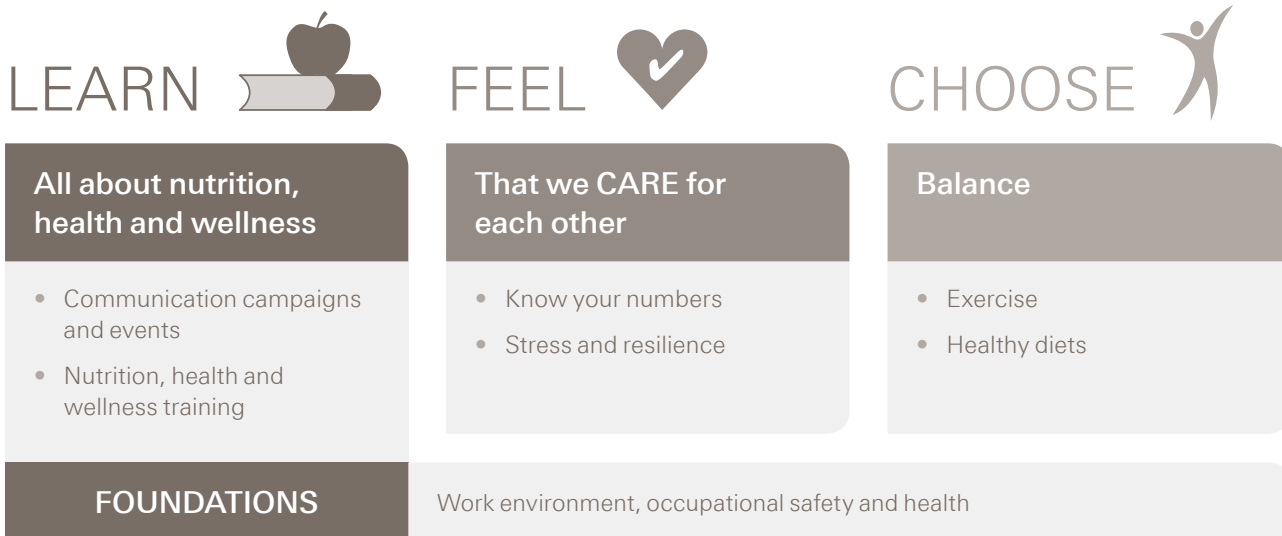 LEARN
All about nutrition,
health and wellness
• Communication campaigns
and events
• Nutrition, health and
wellness training
FEEL
That we CARE for
each other
• Know your numbers
• Stress and resilience
CHOOSE
Balance
• Exercise
• Healthy diets
FOUNDATIONS
Work environment, occupational safety and health